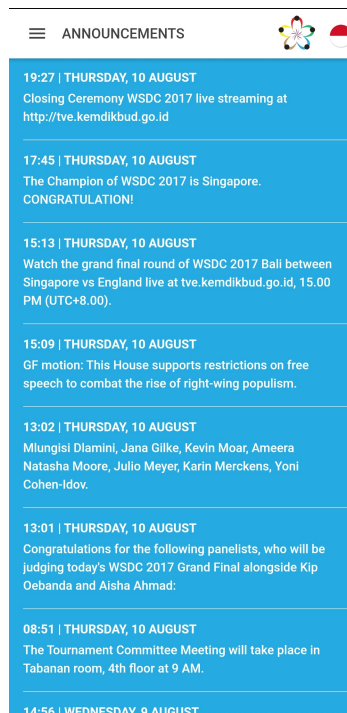 ANNOUNCEMENTS
19:27 | THURSDAY, 10 AUGUST
Closing Ceremony WSDC 2017 live streaming at
http://tve.kemdikbud.go.id
17:45 | THURSDAY, 10 AUGUST
The Champion of WSDC 2017 is Singapore.
CONGRATULATION!
15:13 | THURSDAY, 10 AUGUST
Watch the grand final round of WSDC 2017 Bali between
Singapore vs England live at tve.kemdikbud.go.id, 15.00
PM (UTC+8.00).
15:09 | THURSDAY, 10 AUGUST
GF motion: This House supports restrictions on free
speech to combat the rise of right-wing populism.
13:02 | THURSDAY, 10 AUGUST
Mlungisi Dlamini, Jana Gilke, Kevin Moar, Ameera
Natasha Moore, Julio Meyer, Karin Merckens, Yoni
Cohen-Idov.
13:01 | THURSDAY, 10 AUGUST
Congratulations for the following panelists, who will be
judging today's WSDC 2017 Grand Final alongside Kip
Oebanda and Aisha Ahmad:
08:51 | THURSDAY, 10 AUGUST
The Tournament Committee Meeting will take place in
Tabanan room, 4th floor at 9 AM.
14:56 | WEDNESDAY, 9 AUGUST